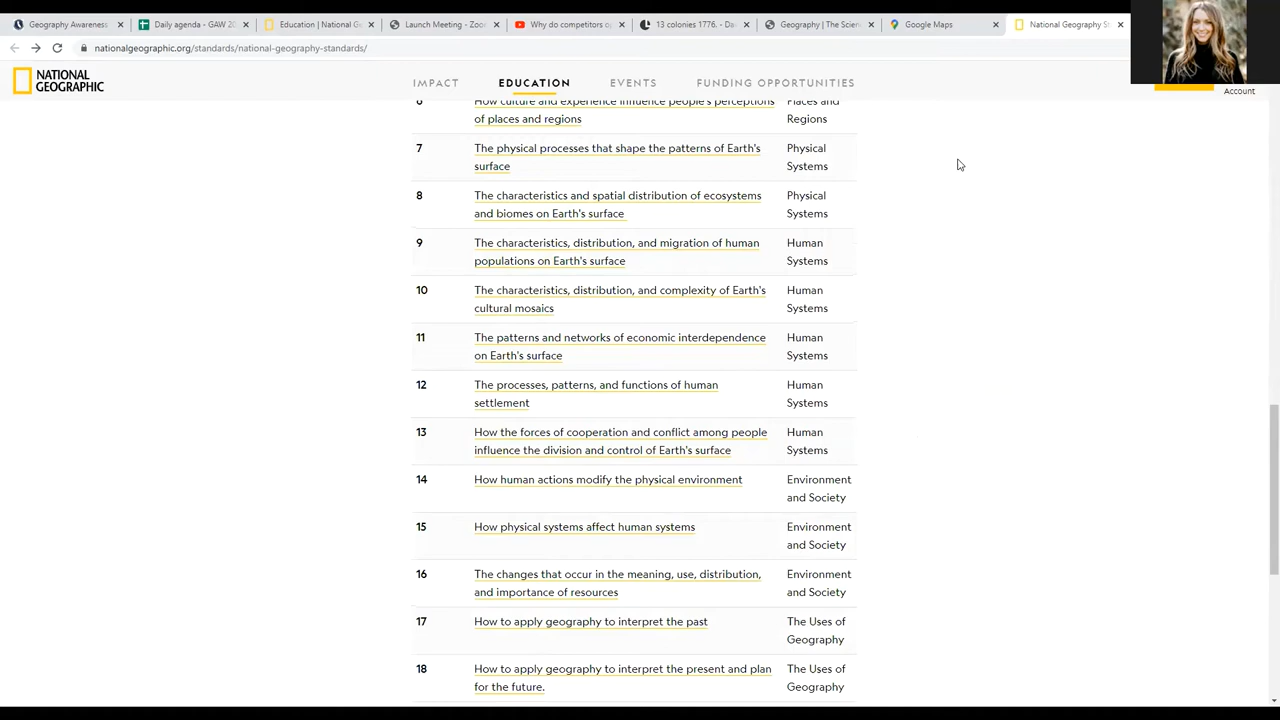 Geography Awareness
Daily agenda - GAW 20
Education | National G
Launch Meeting - Zoo
Why do competitors o
13 colonies 1776. - Da
Geography | The Scien
Google Maps
National Geography St
nationalgeographic.org/standards/national-geography-standards/
NATIONAL
GEOGRAPHIC
IMPACT
EDUCATION
EVENTS
FUNDING OPPORTUNITIES
Account
6 How culture and experience influence people's perceptions Places and
of places and regions Regions
7 The physical processes that shape the patterns of Earth's Physical
surface Systems
8 The characteristics and spatial distribution of ecosystems Physical
and biomes on Earth's surface Systems
9 The characteristics, distribution, and migration of human Human
populations on Earth's surface Systems
10 The characteristics, distribution, and complexity of Earth's Human
cultural mosaics Systems
11 The patterns and networks of economic interdependence Human
on Earth's surface Systems
12 The processes, patterns, and functions of human Human
settlement Systems
13 How the forces of cooperation and conflict among people Human
influence the division and control of Earth's surface Systems
14 How human actions modify the physical environment Environment
and Society
15 How physical systems affect human systems Environment
and Society
16 The changes that occur in the meaning, use, distribution, Environment
and importance of resources and Society
17 How to apply geography to interpret the past The Uses of
Geography
18 How to apply geography to interpret the present and plan The Uses of
for the future. Geography